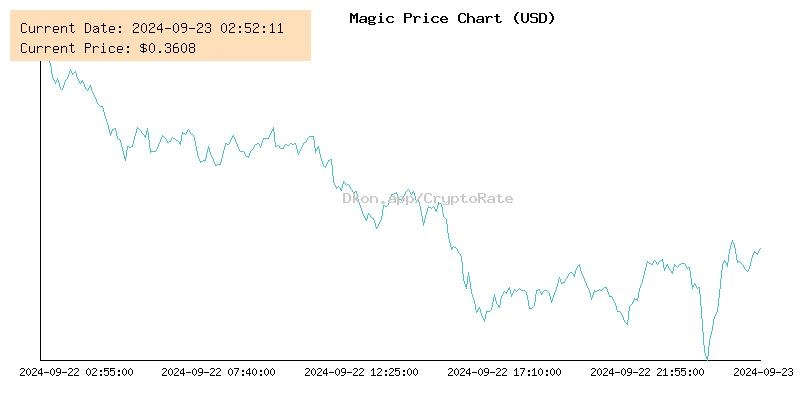 Magic Price Chart (USD)
Current Date: 2024-09-23 02:52:11
Current Price: $0.3608
Dkon.App/CryptoRate
2024-09-22 02:55:00 2024-09-22 07:40:00 2024-09-22 12:25:00 2024-09-22 17:10:00 2024-09-22 21:55:00 2024-09-23